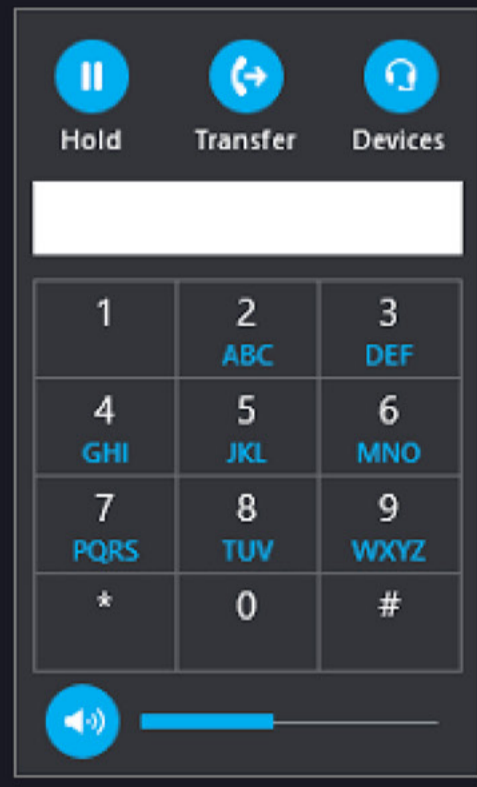 Hold Transfer Devices
1 2 3
ABC DEF
4 5 6
GHI JKL MNO
7 8 9
PQRS TUV WXYZ
* 0 #